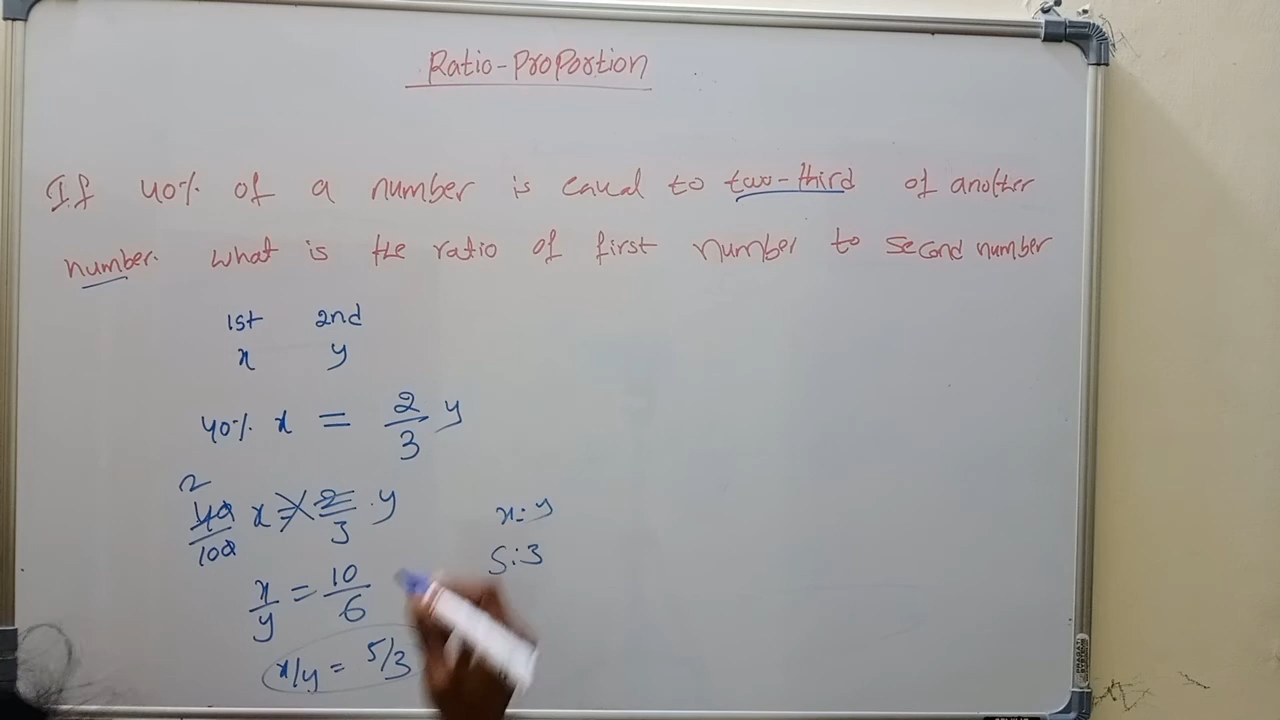 Ratio-Proportion
If 40% of a number is equal to two-third of another
number. What is the ratio of first number to second number
1st 2nd
x y
40% x = 2/3 y
2
40/100 x = 2/3 . y
x/y = 10/6
x/y = 5/3
x:y
5:3